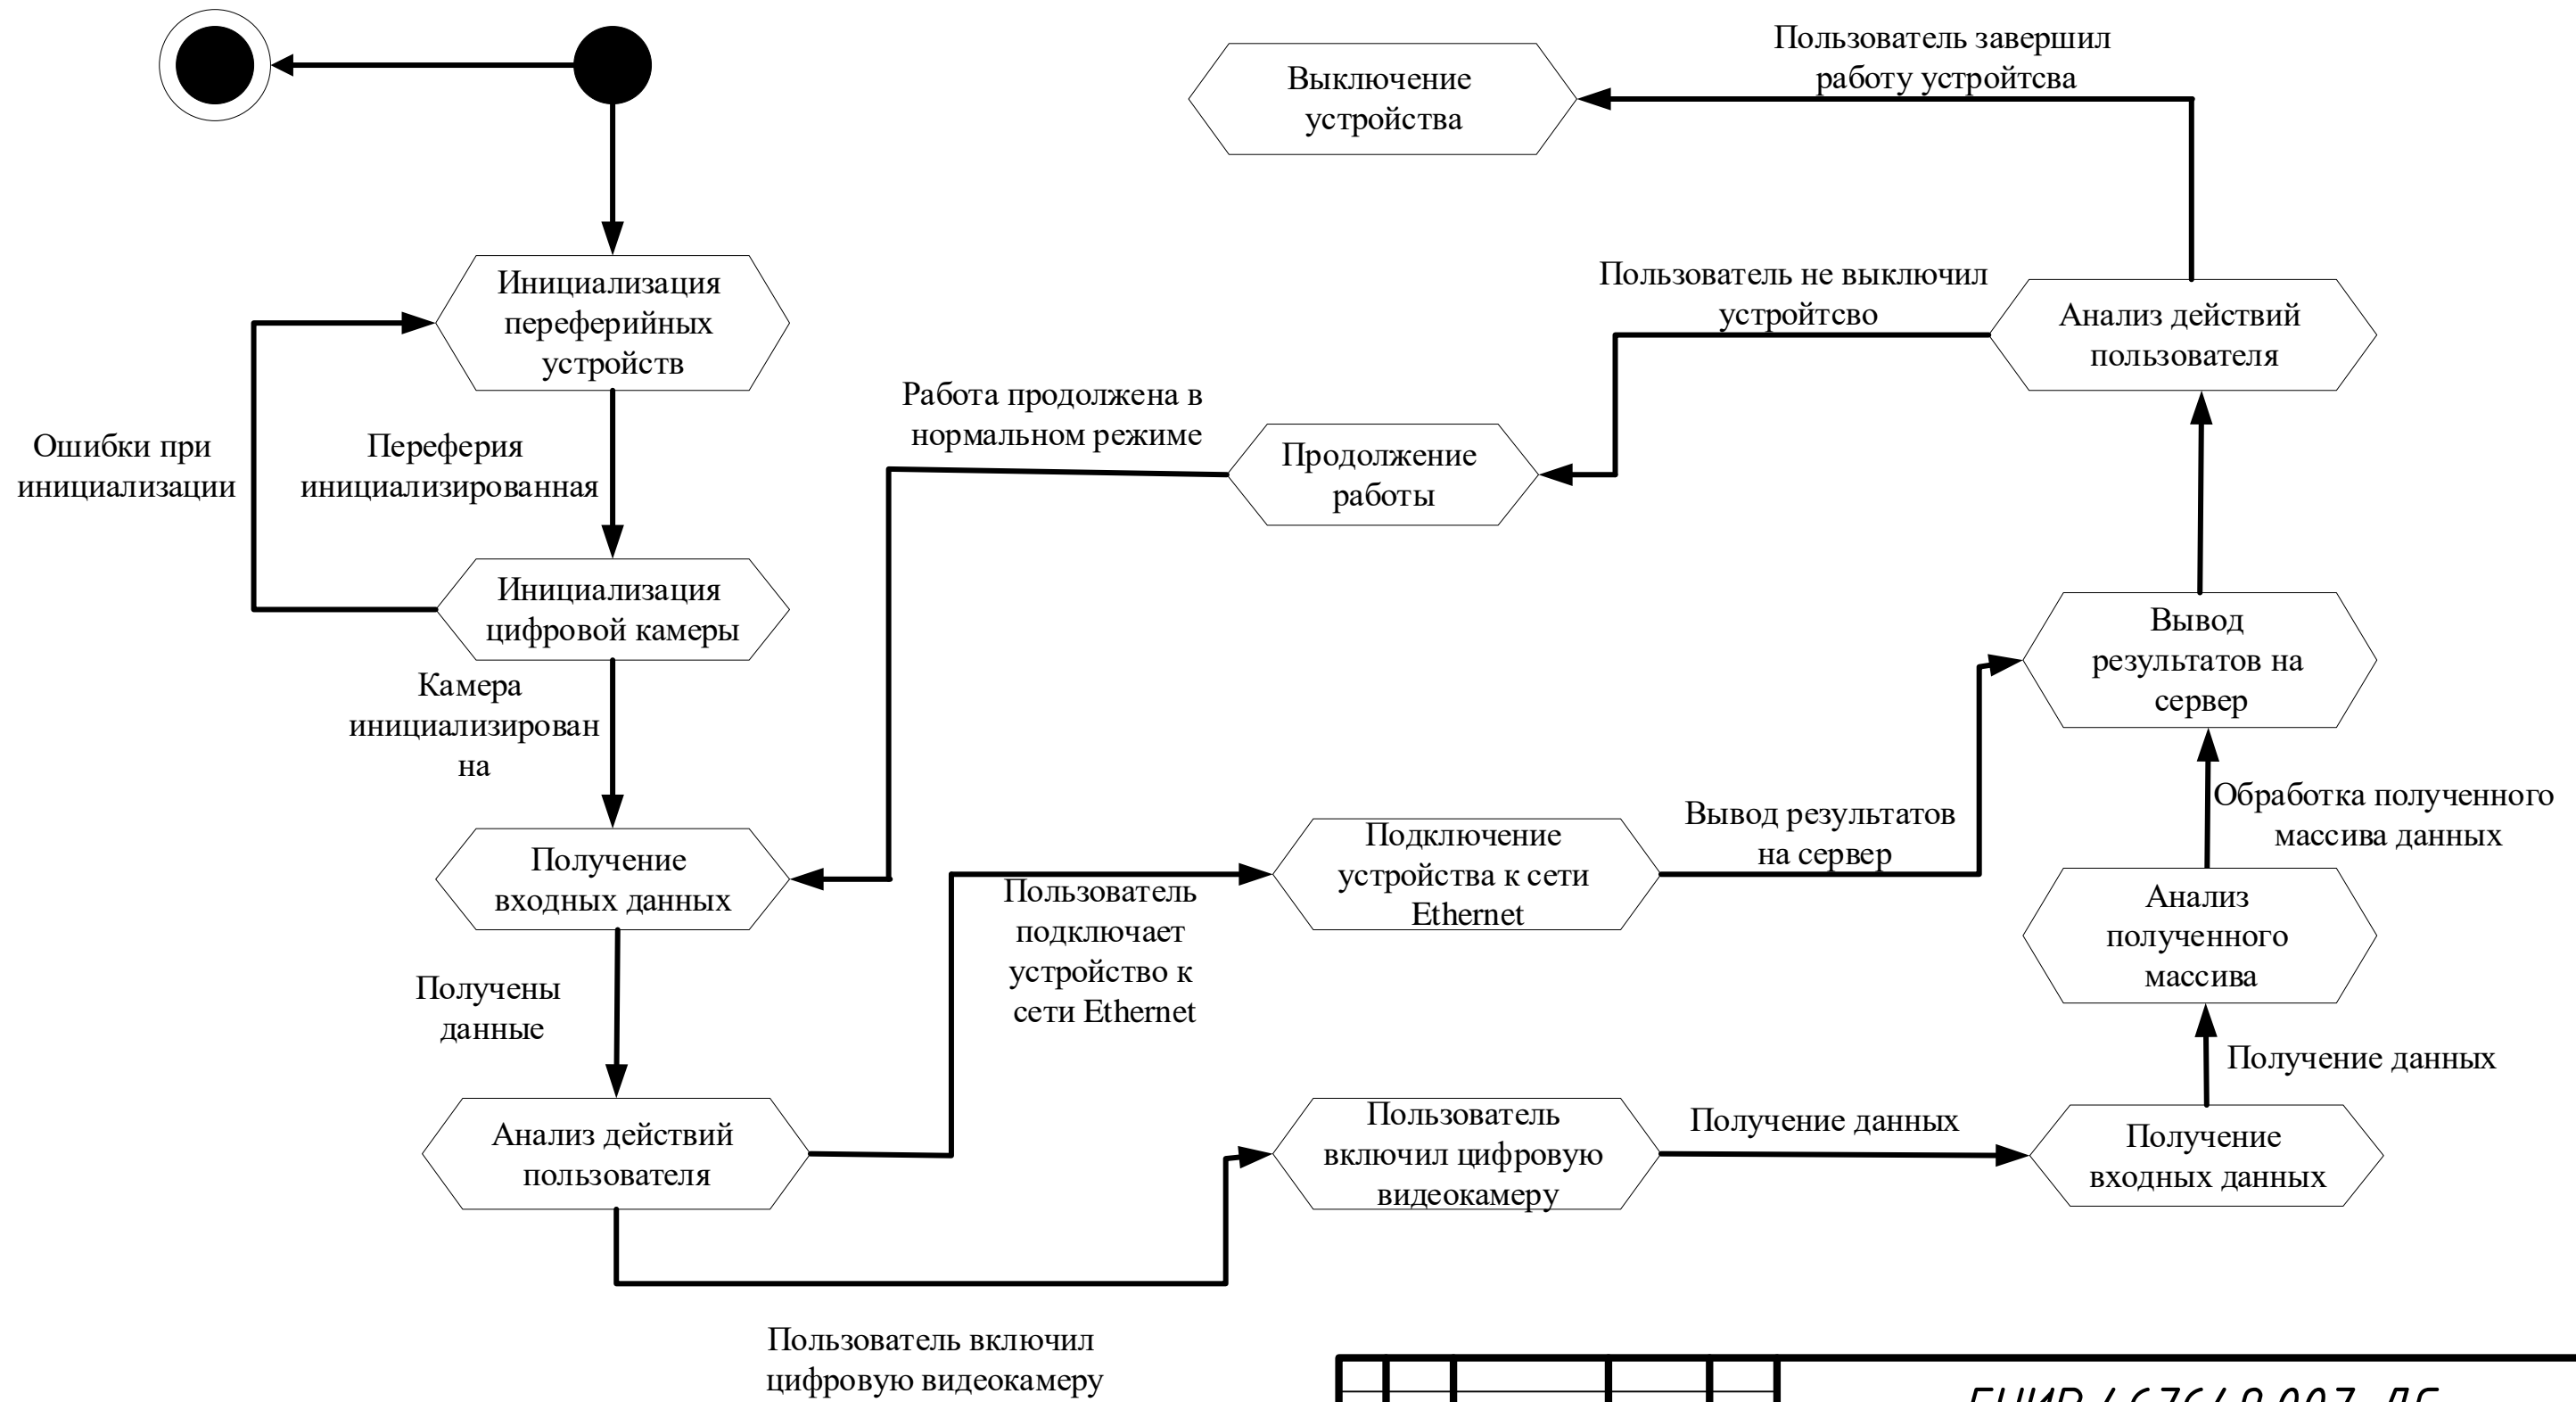 Пользователь завершил
работу устройтсва
Выключение
устройства
Инициализация
переферийных
устройств
Пользователь не выключил
устройтсво
Анализ действий
пользователя
Работа продолжена в
нормальном режиме
Продолжение
работы
Ошибки при
инициализации
Переферия
инициализированная
Инициализация
цифровой камеры
Вывод
результатов на
сервер
Камера
инициализирован
на
Обработка полученного
массива данных
Вывод результатов
на сервер
Подключение
устройства к сети
Ethernet
Получение
входных данных
Пользователь
подключает
устройство к
сети Ethernet
Анализ
полученного
массива
Получены
данные
Получение данных
Анализ действий
пользователя
Пользователь
включил цифровую
видеокамеру
Получение данных
Получение
входных данных
Пользователь включил
цифровую видеокамеру